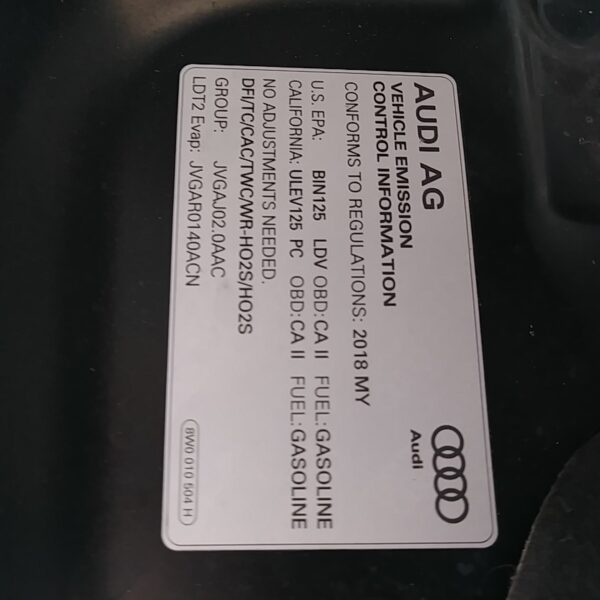 AUDI AG
VEHICLE EMISSION
CONTROL INFORMATION
CONFORMS TO REGULATIONS: 2018 MY
Audi
U.S. EPA: BIN125 LDV OBD: CA II FUEL: GASOLINE
CALIFORNIA: ULEV125 PC OBD: CA II FUEL: GASOLINE
NO ADJUSTMENTS NEEDED.
DFI/TC/CAC/TWC/WR-HO2S/HO2S
GROUP: JVGAJ02.0AAC
LDT2 Evap: JVGAR0140ACN
8W0 010 504 H